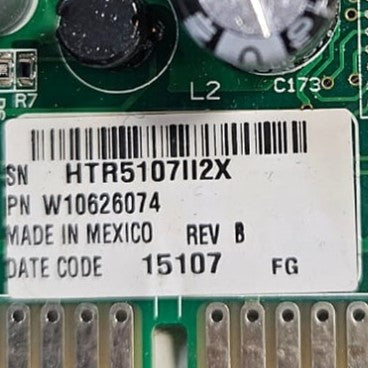 R7
L2
C173
SN HTR5107II2X
PN W10626074
MADE IN MEXICO REV B
DATE CODE 15107 FG